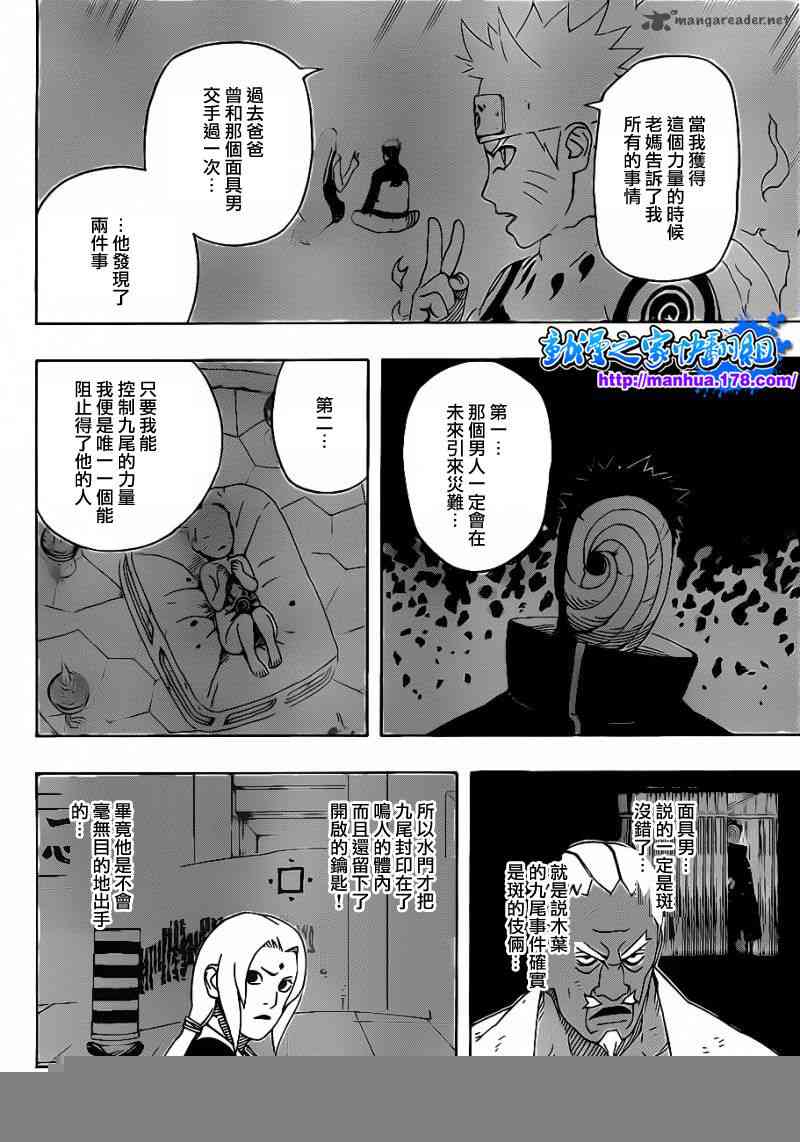 mangareader.net
當我獲得
這個力量的時候
老媽告訴了我
所有的事情
過去爸爸
曾和那個面具男
交手過一次…
…他發現了
兩件事
動漫之家快翻組
http://manhua.178.com/
第一…
那個男人一定會在
未來引來災難…
第二…
只要我能
控制九尾的力量
我便是唯一一個能
阻止得了他的人
面具男…
說的一定是斑
沒錯了…
就是說木葉
的九尾事件確實
是斑的伎倆…
所以水門才把
九尾封印在了
鳴人的體內
而且還留下了
開啟的鑰匙！
畢竟他是不會
毫無目的地出手
的…